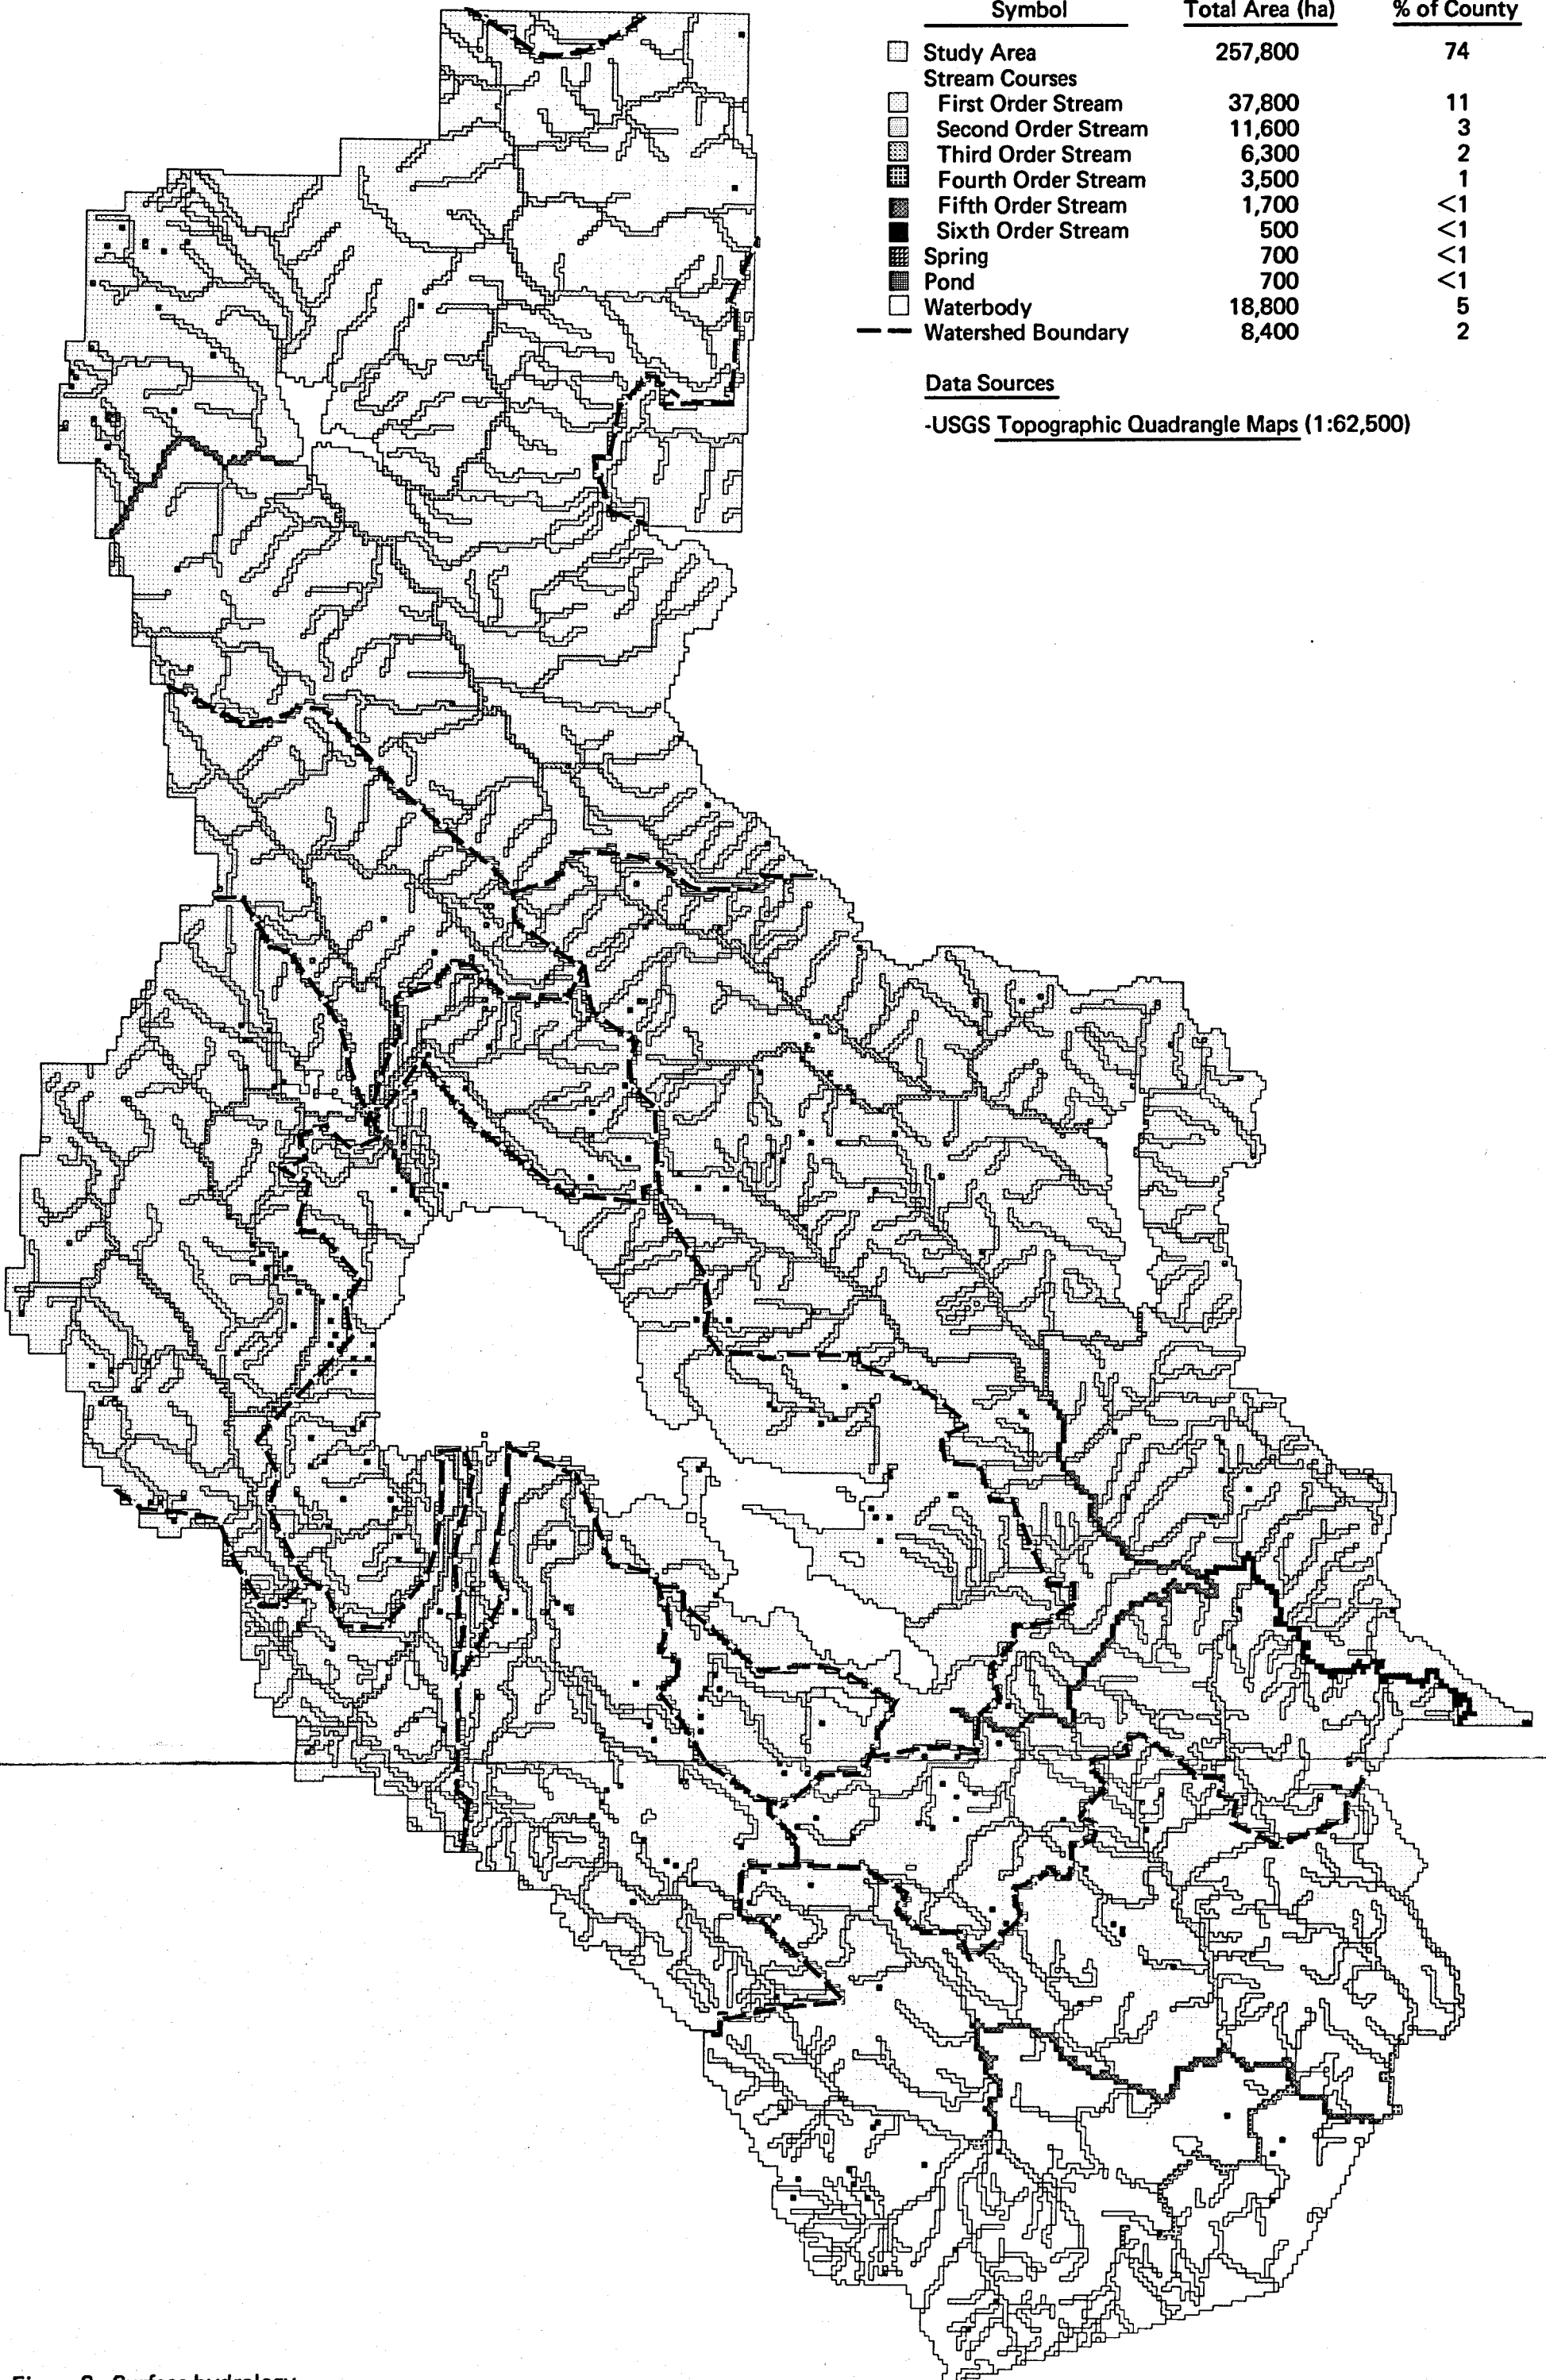 Symbol Total Area (ha) % of County
Study Area 257,800 74
Stream Courses
First Order Stream 37,800 11
Second Order Stream 11,600 3
Third Order Stream 6,300 2
Fourth Order Stream 3,500 1
Fifth Order Stream 1,700 <1
Sixth Order Stream 500 <1
Spring 700 <1
Pond 700 <1
Waterbody 18,800 5
Watershed Boundary 8,400 2
Data Sources
-USGS Topographic Quadrangle Maps (1:62,500)
Surface hydrology